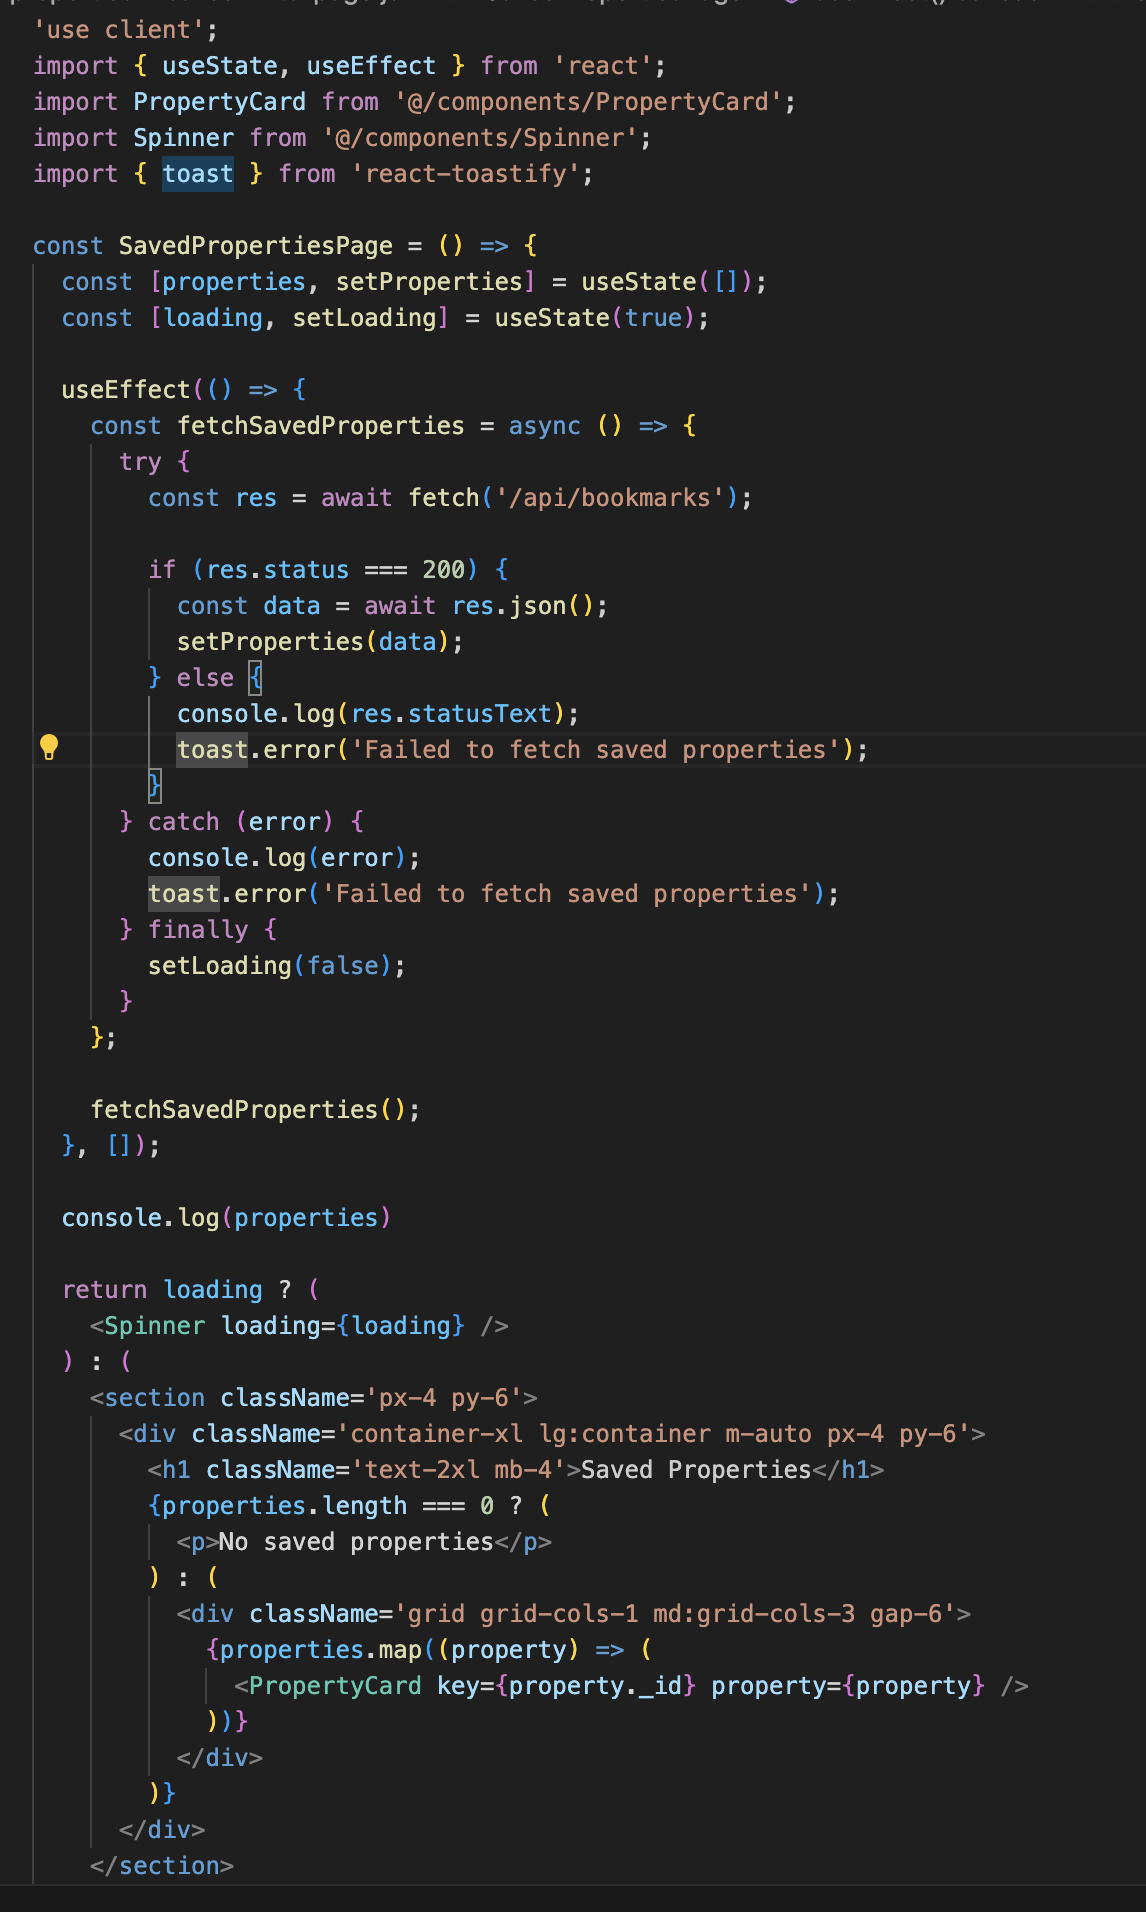 'use client';
import { useState, useEffect } from 'react';
import PropertyCard from '@/components/PropertyCard';
import Spinner from '@/components/Spinner';
import { toast } from 'react-toastify';

const SavedPropertiesPage = () => {
  const [properties, setProperties] = useState([]);
  const [loading, setLoading] = useState(true);

  useEffect(() => {
    const fetchSavedProperties = async () => {
      try {
        const res = await fetch('/api/bookmarks');

        if (res.status === 200) {
          const data = await res.json();
          setProperties(data);
        } else {
          console.log(res.statusText);
          toast.error('Failed to fetch saved properties');
        }
      } catch (error) {
        console.log(error);
        toast.error('Failed to fetch saved properties');
      } finally {
        setLoading(false);
      }
    };

    fetchSavedProperties();
  }, []);

  console.log(properties)

  return loading ? (
    <Spinner loading={loading} />
  ) : (
    <section className='px-4 py-6'>
      <div className='container-xl lg:container m-auto px-4 py-6'>
        <h1 className='text-2xl mb-4'>Saved Properties</h1>
        {properties.length === 0 ? (
          <p>No saved properties</p>
        ) : (
          <div className='grid grid-cols-1 md:grid-cols-3 gap-6'>
            {properties.map((property) => (
              <PropertyCard key={property._id} property={property} />
            ))}
          </div>
        )}
      </div>
    </section>